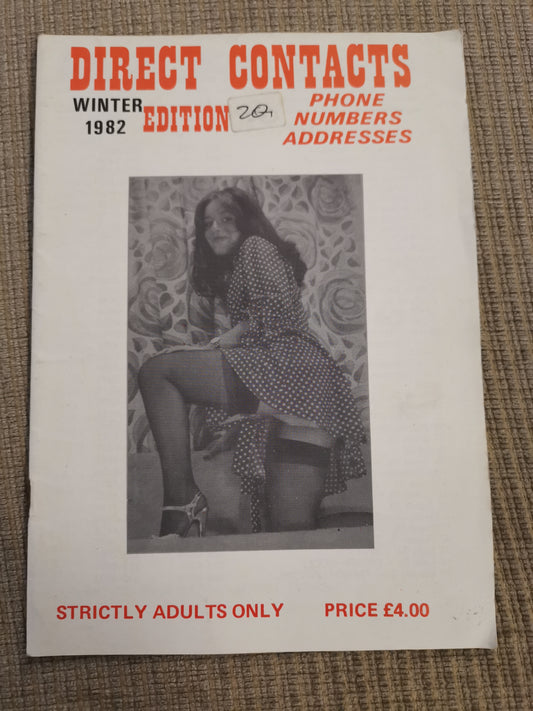 DIRECT CONTACTS
WINTER
1982
EDITION
PHONE
NUMBERS
ADDRESSES
STRICTLY ADULTS ONLY
PRICE £4.00